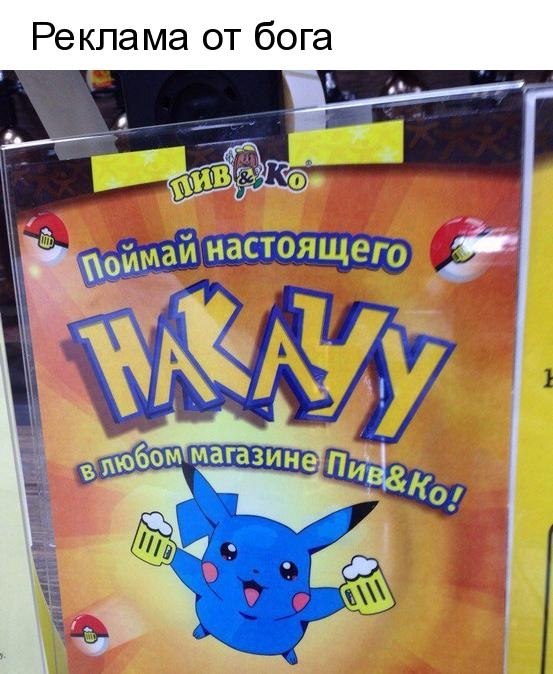 Реклама от бога
ПИВ&Ко
Поймай настоящего
НАКАЧУ
в любом магазине Пив&Ко!